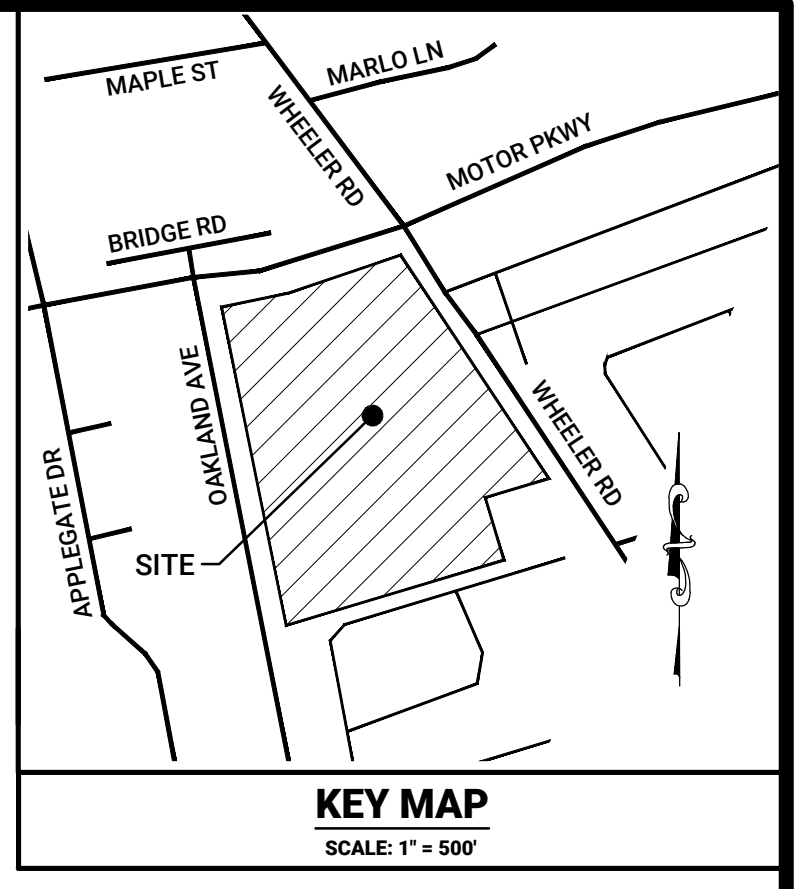 MAPLE ST
MARLO LN
WHEELER RD
MOTOR PKWY
BRIDGE RD
OAKLAND AVE
WHEELER RD
APPLEGATE DR
SITE
KEY MAP
SCALE: 1" = 500'